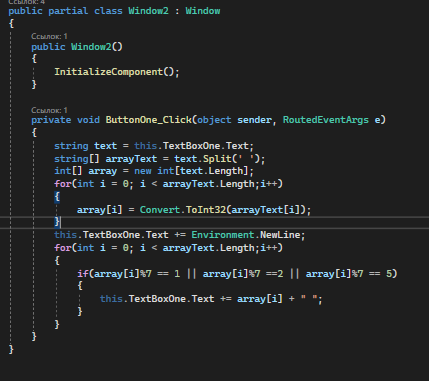 Ссылок: 4
public partial class Window2 : Window
{
Ссылок: 1
public Window2()
{
InitializeComponent();
}
Ссылок: 1
private void ButtonOne_Click(object sender, RoutedEventArgs e)
{
string text = this.TextBoxOne.Text;
string[] arrayText = text.Split(' ');
int[] array = new int[text.Length];
for(int i = 0; i < arrayText.Length;i++)
{
array[i] = Convert.ToInt32(arrayText[i]);
}
this.TextBoxOne.Text += Environment.NewLine;
for(int i = 0; i < arrayText.Length;i++)
{
if(array[i]%7 == 1 || array[i]%7 ==2 || array[i]%7 == 5)
{
this.TextBoxOne.Text += array[i] + " ";
}
}
}
}